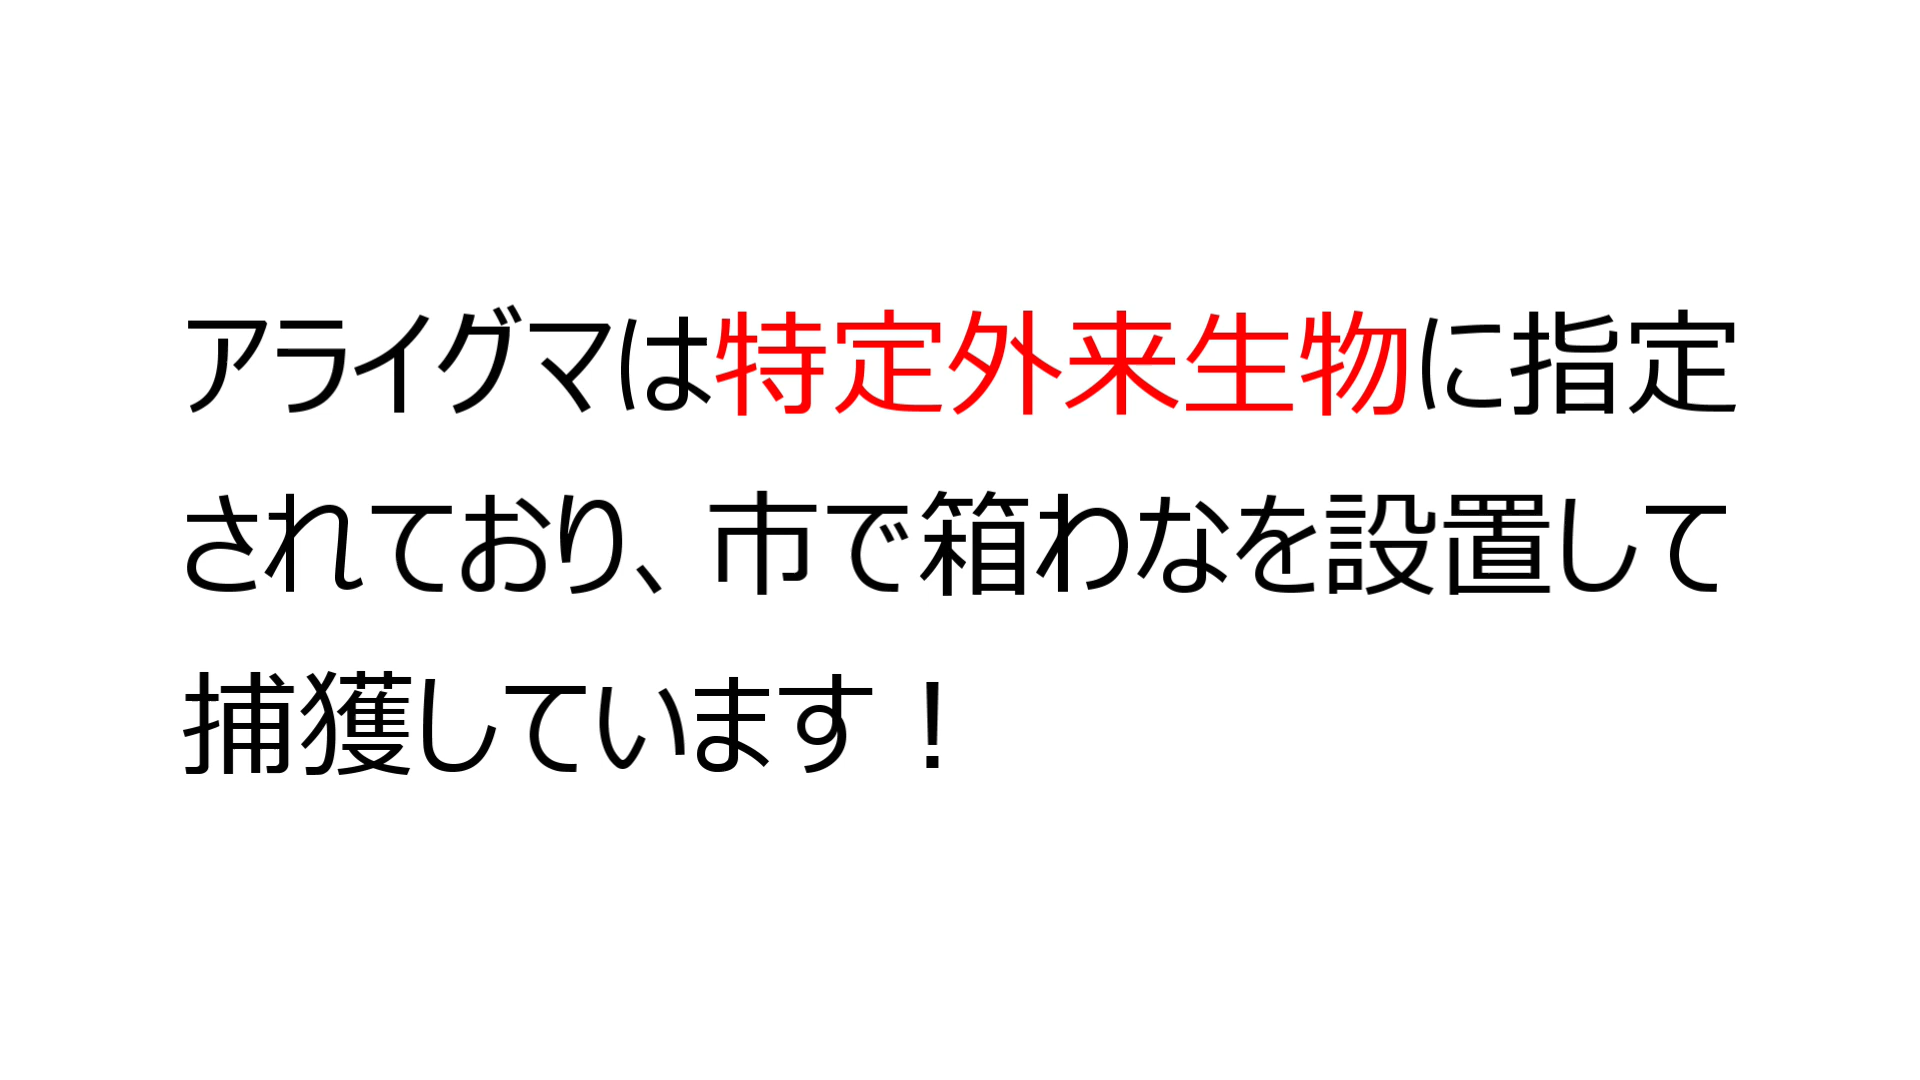 アライグマは特定外来生物に指定
されており、市で箱わなを設置して
捕獲しています！